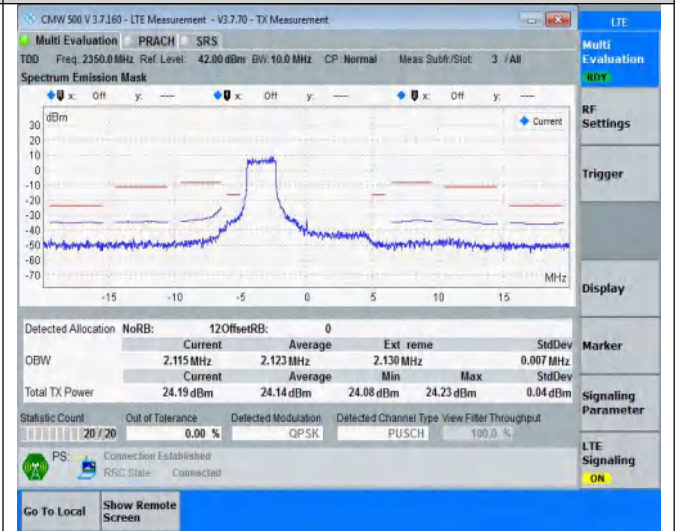 CMW 500 V 3.7.160 - LTE Measurement - V3.7.70 - TX Measurement
LTE
Multi Evaluation PRACH SRS
Multi Evaluation
RDY
TDD Freq.:2350.0 MHz Ref. Level: 42.00 dBm BW: 10.0 MHz CP: Normal Meas Subfr./Slot: 3 / All
Spectrum Emission Mask
x: Off y: --- x: Off y: --- x: Off y: ---
dBm
Current
30
20
10
0
-10
-20
-30
-40
-50
-60
-70
MHz
-15 -10 -5 0 5 10 15
RF Settings
Trigger
Display
Marker
Signaling Parameter
LTE Signaling
ON
Detected Allocation NoRB: 12OffsetRB: 0
Current Average Ext reme StdDev
OBW 2.115 MHz 2.123 MHz 2.130 MHz 0.007 MHz
Current Average Min Max StdDev
Total TX Power 24.19 dBm 24.14 dBm 24.08 dBm 24.23 dBm 0.04 dBm
Statistic Count Out of Tolerance Detected Modulation Detected Channel Type View Filter Throughput
20 / 20 0.00 % QPSK PUSCH 100.0 %
PS: Connection Established
RRC State Connected
Go To Local
Show Remote Screen